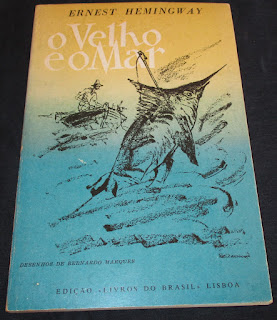 ERNEST HEMINGWAY
o Velho
e o Mar
DESENHOS DE BERNARDO MARQUES
EDIÇÃO «LIVROS DO BRASIL» LISBOA